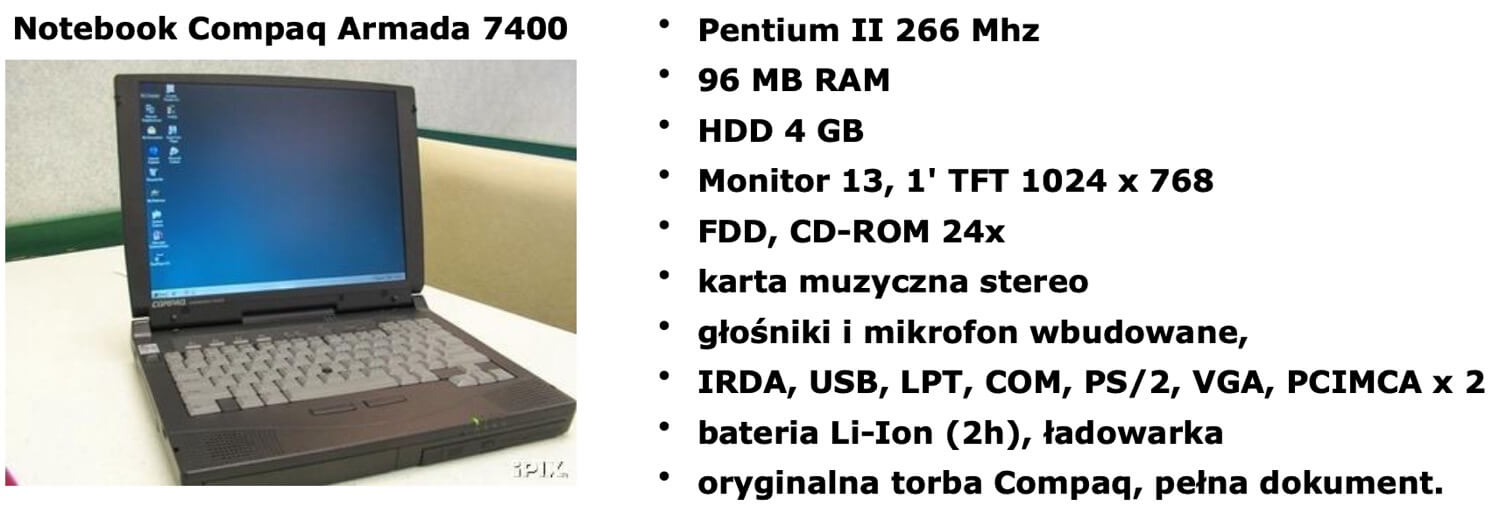 Notebook Compaq Armada 7400
COMPAQ
iPIX
• Pentium II 266 Mhz
• 96 MB RAM
• HDD 4 GB
• Monitor 13, 1' TFT 1024 x 768
• FDD, CD-ROM 24x
• karta muzyczna stereo
• głośniki i mikrofon wbudowane,
• IRDA, USB, LPT, COM, PS/2, VGA, PCIMCA x 2
• bateria Li-Ion (2h), ładowarka
• oryginalna torba Compaq, pełna dokument.